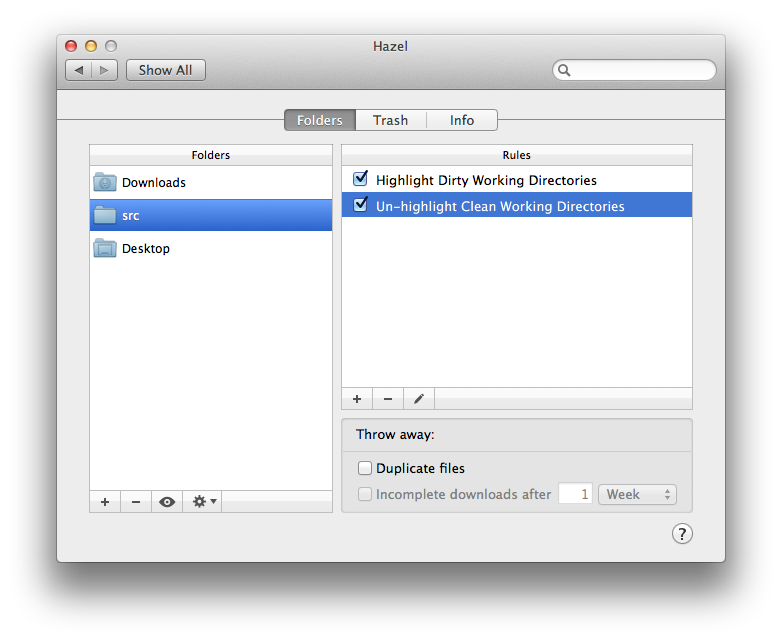 Hazel
Show All
Folders Trash Info
Folders
Downloads
src
Desktop
Rules
Highlight Dirty Working Directories
Un-highlight Clean Working Directories
Throw away:
Duplicate files
Incomplete downloads after 1 Week
?